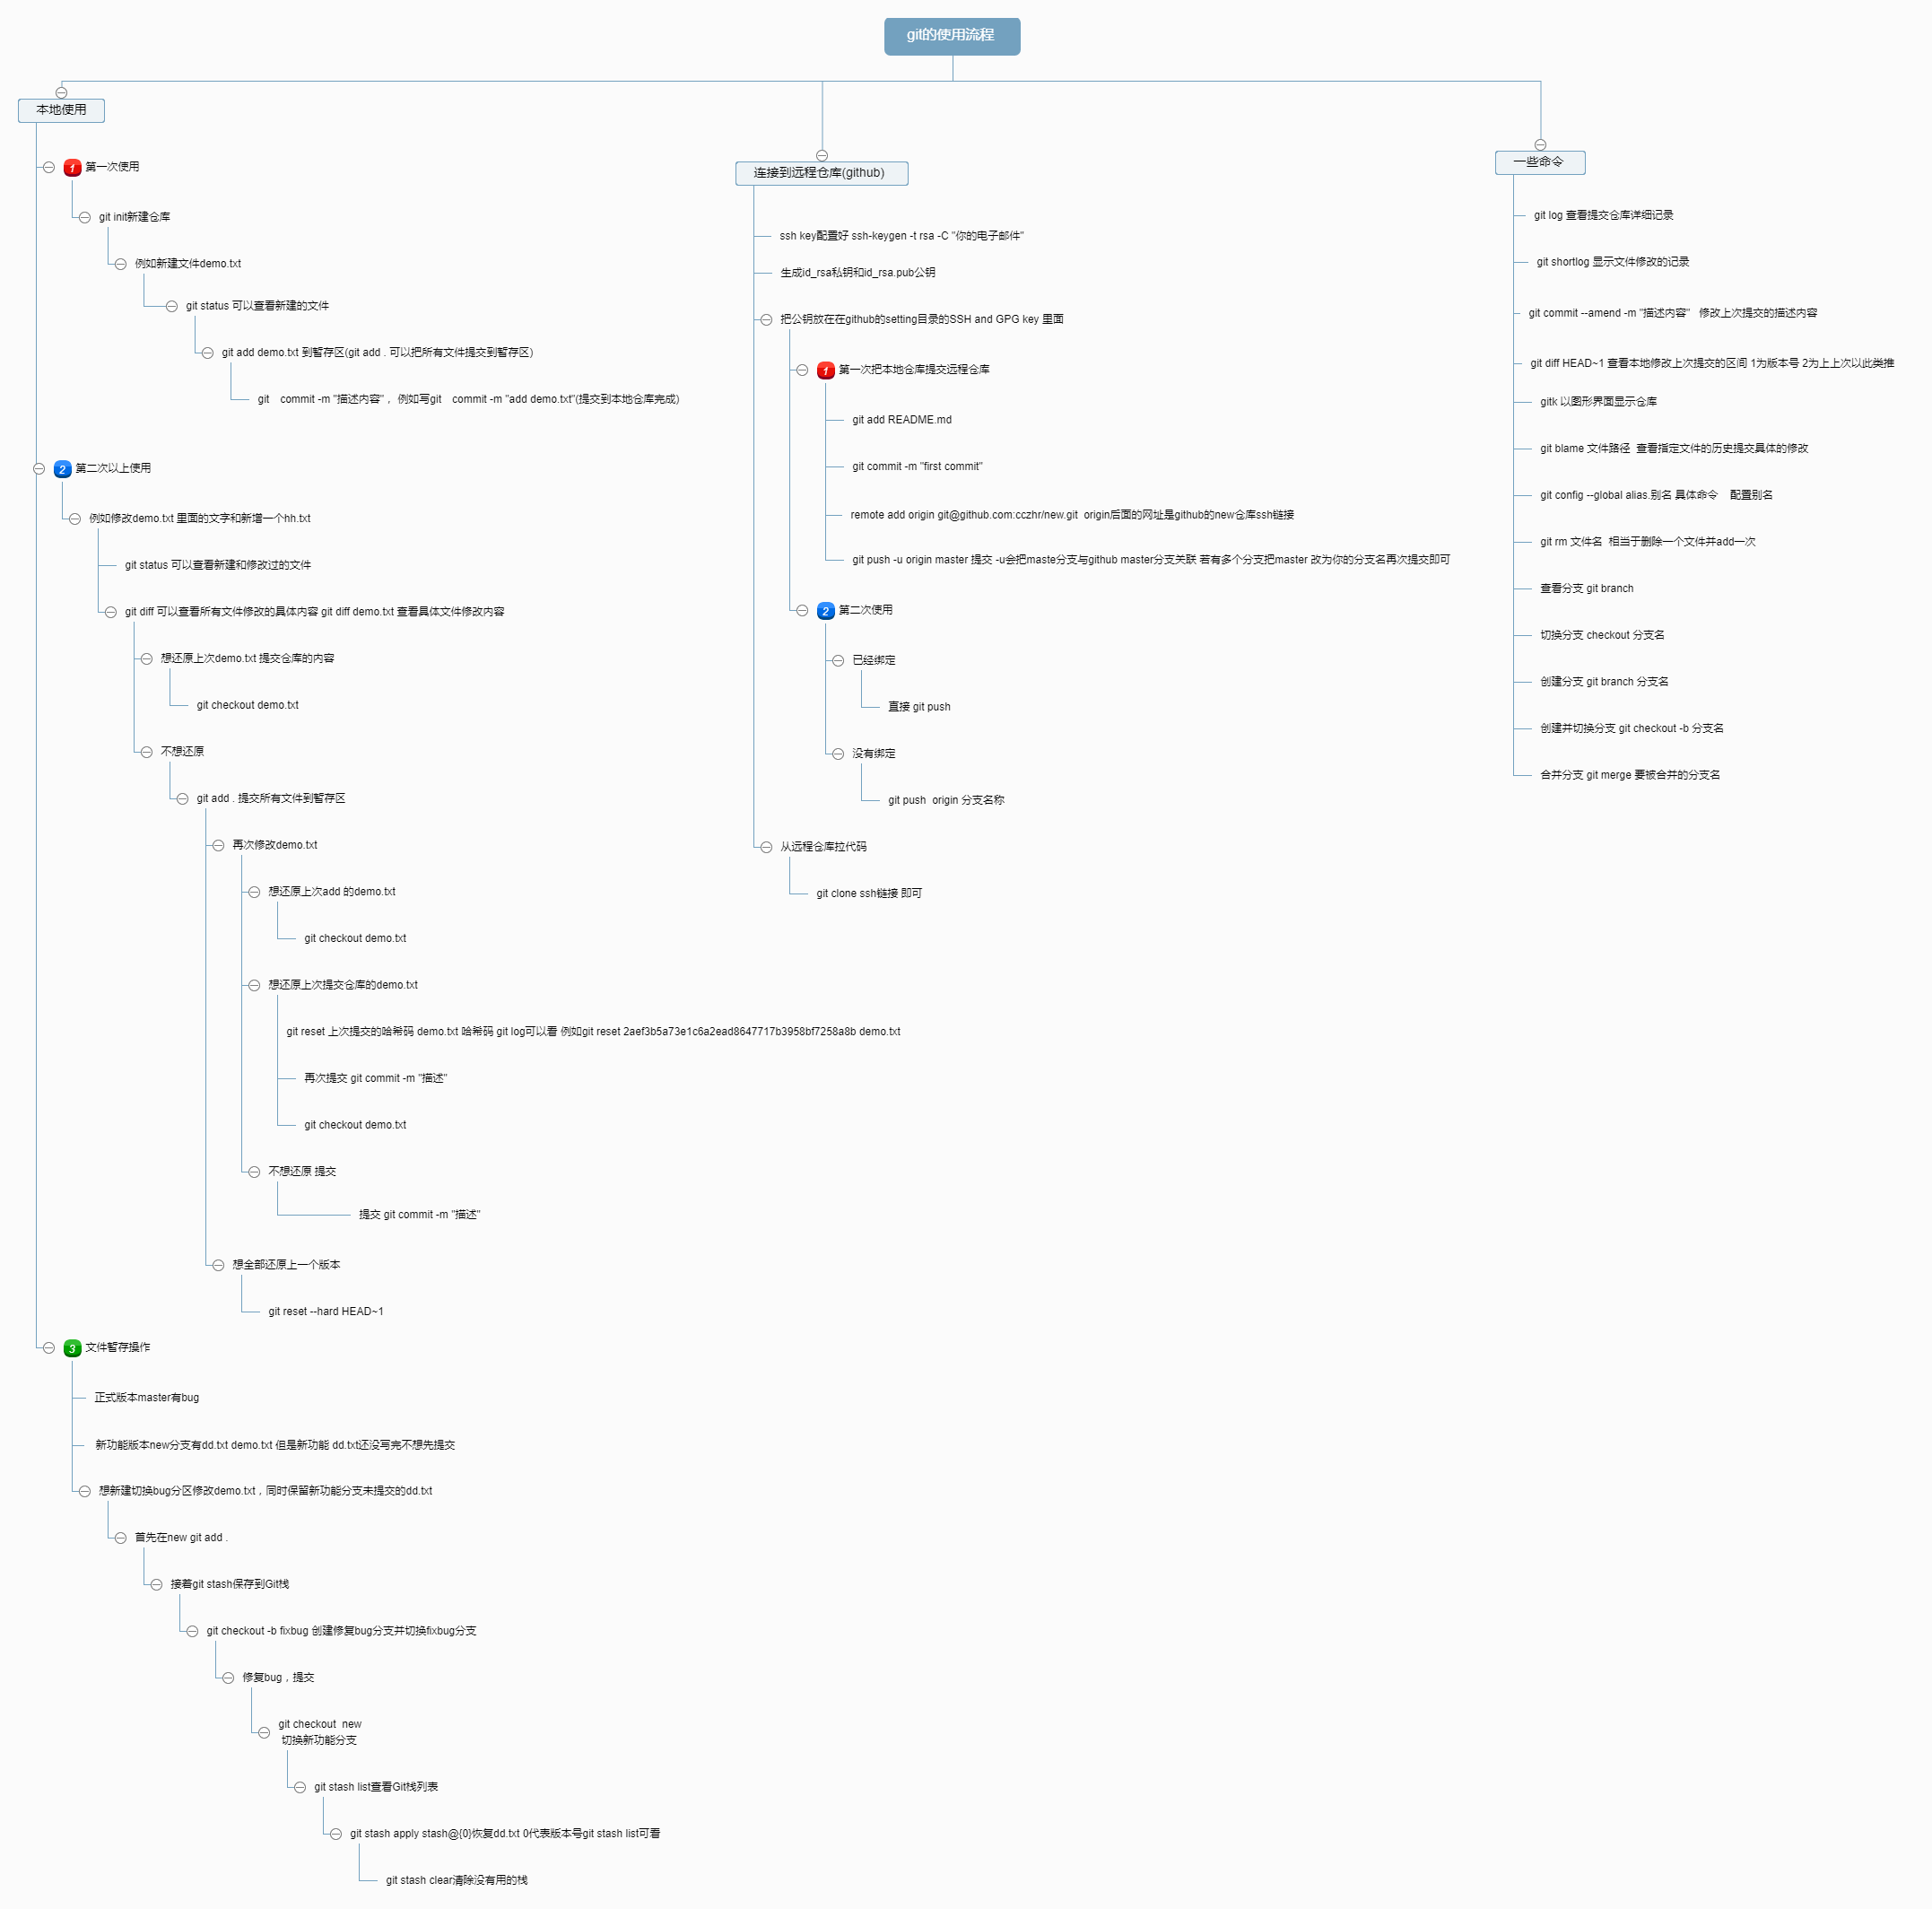 git的使用流程
本地使用
1 第一次使用
git init新建仓库
例如新建文件demo.txt
git status 可以查看新建的文件
git add demo.txt 到暂存区(git add . 可以把所有文件提交到暂存区)
git commit -m "描述内容"， 例如写git commit -m "add demo.txt"(提交到本地仓库完成)
2 第二次以上使用
例如修改demo.txt 里面的文字和新增一个hh.txt
git status 可以查看新建和修改过的文件
git diff 可以查看所有文件修改的具体内容 git diff demo.txt 查看具体文件修改内容
想还原上次demo.txt 提交仓库的内容
git checkout demo.txt
不想还原
git add . 提交所有文件到暂存区
再次修改demo.txt
想还原上次add 的demo.txt
git checkout demo.txt
想还原上次提交仓库的demo.txt
git reset 上次提交的哈希码 demo.txt 哈希码 git log可以看 例如git reset 2aef3b5a73e1c6a2ead8647717b3958bf7258a8b demo.txt
再次提交 git commit -m "描述"
git checkout demo.txt
不想还原 提交
提交 git commit -m "描述"
想全部还原上一个版本
git reset --hard HEAD~1
3 文件暂存操作
正式版本master有bug
新功能版本new分支有dd.txt demo.txt 但是新功能 dd.txt还没写完不想先提交
想新建切换bug分区修改demo.txt，同时保留新功能分支未提交的dd.txt
首先在new git add .
接着git stash保存到Git栈
git checkout -b fixbug 创建修复bug分支并切换fixbug分支
修复bug，提交
git checkout new
切换新功能分支
git stash list查看Git栈列表
git stash apply stash@{0}恢复dd.txt 0代表版本号git stash list可看
git stash clear清除没有用的栈
连接到远程仓库(github)
ssh key配置好 ssh-keygen -t rsa -C "你的电子邮件"
生成id_rsa私钥和id_rsa.pub公钥
把公钥放在在github的setting目录的SSH and GPG key 里面
1 第一次把本地仓库提交远程仓库
git add README.md
git commit -m "first commit"
remote add origin git@github.com:cczhr/new.git origin后面的网址是github的new仓库ssh链接
git push -u origin master 提交 -u会把maste分支与github master分支关联 若有多个分支把master 改为你的分支名再次提交即可
2 第二次使用
已经绑定
直接 git push
没有绑定
git push origin 分支名称
从远程仓库拉代码
git clone ssh链接 即可
一些命令
git log 查看提交仓库详细记录
git shortlog 显示文件修改的记录
git commit --amend -m "描述内容" 修改上次提交的描述内容
git diff HEAD~1 查看本地修改上次提交的区间 1为版本号 2为上上次以此类推
gitk 以图形界面显示仓库
git blame 文件路径 查看指定文件的历史提交具体的修改
git config --global alias.别名 具体命令 配置别名
git rm 文件名 相当于删除一个文件并add一次
查看分支 git branch
切换分支 checkout 分支名
创建分支 git branch 分支名
创建并切换分支 git checkout -b 分支名
合并分支 git merge 要被合并的分支名